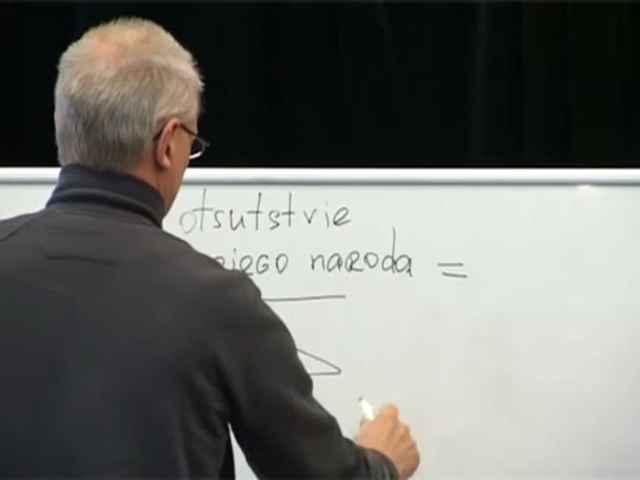 otsutstvie
naroda =